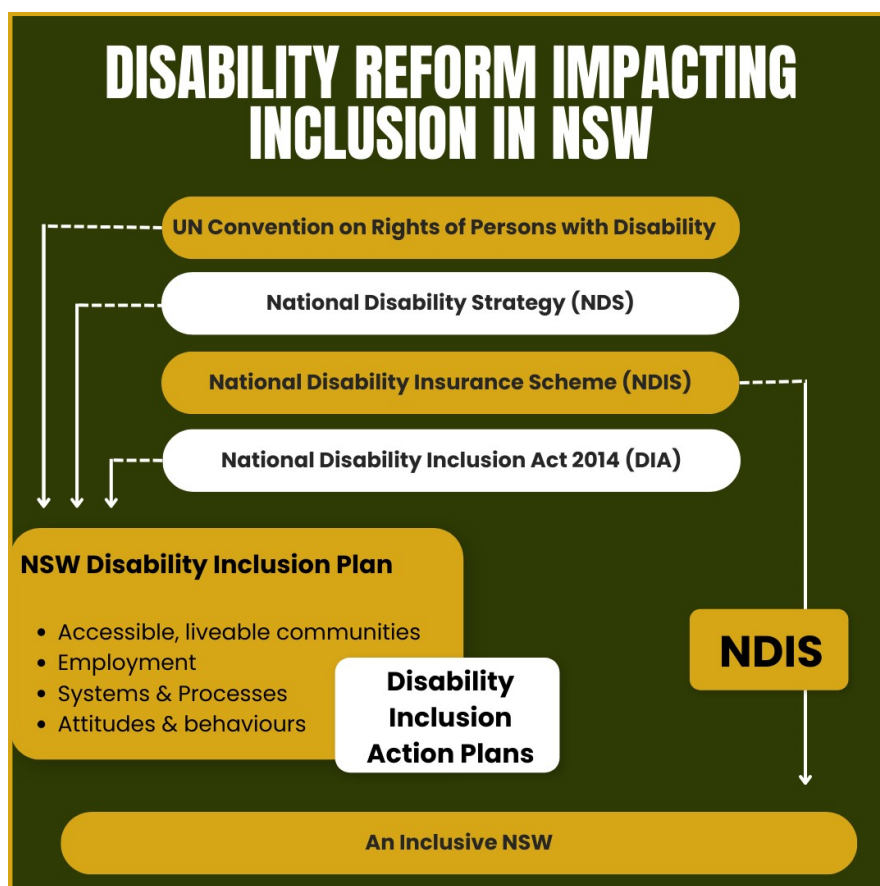 DISABILITY REFORM IMPACTING
INCLUSION IN NSW
UN Convention on Rights of Persons with Disability
National Disability Strategy (NDS)
National Disability Insurance Scheme (NDIS)
National Disability Inclusion Act 2014 (DIA)
NSW Disability Inclusion Plan
• Accessible, liveable communities
• Employment
• Systems & Processes
• Attitudes & behaviours
Disability
Inclusion
Action Plans
NDIS
An Inclusive NSW